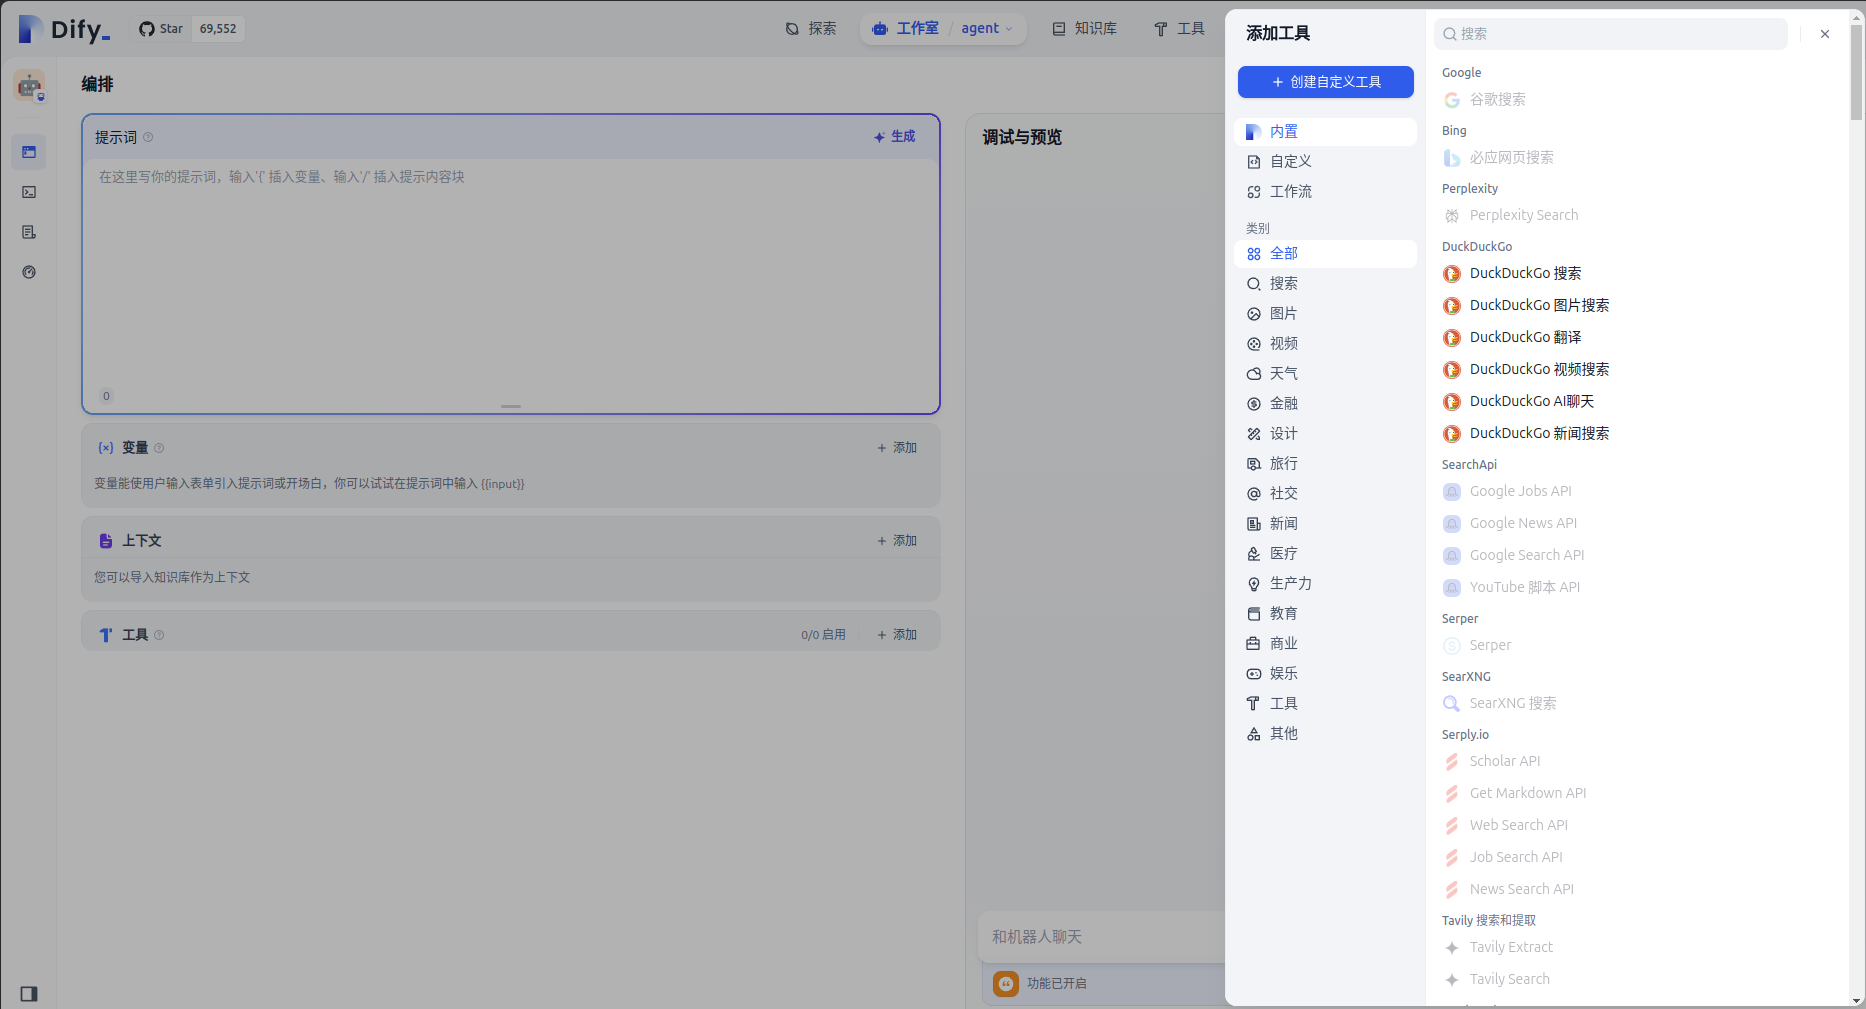 Dify_
Star 69,552
探索
工作室 / agent
知识库
工具
编排
提示词
生成
在这里写你的提示词，输入'{' 插入变量、输入'/' 插入提示内容块
0
变量
添加
变量能使用户输入表单引入提示词或开场白，你可以试试在提示词中输入 {{input}}
上下文
添加
您可以导入知识库作为上下文
工具
0/0 启用
添加
调试与预览
和机器人聊天
功能已开启
添加工具
创建自定义工具
内置
自定义
工作流
类别
全部
搜索
图片
视频
天气
金融
设计
旅行
社交
新闻
医疗
生产力
教育
商业
娱乐
工具
其他
搜索
Google
谷歌搜索
Bing
必应网页搜索
Perplexity
Perplexity Search
DuckDuckGo
DuckDuckGo 搜索
DuckDuckGo 图片搜索
DuckDuckGo 翻译
DuckDuckGo 视频搜索
DuckDuckGo AI聊天
DuckDuckGo 新闻搜索
SearchApi
Google Jobs API
Google News API
Google Search API
YouTube 脚本 API
Serper
Serper
SearXNG
SearXNG 搜索
Serply.io
Scholar API
Get Markdown API
Web Search API
Job Search API
News Search API
Tavily 搜索和提取
Tavily Extract
Tavily Search